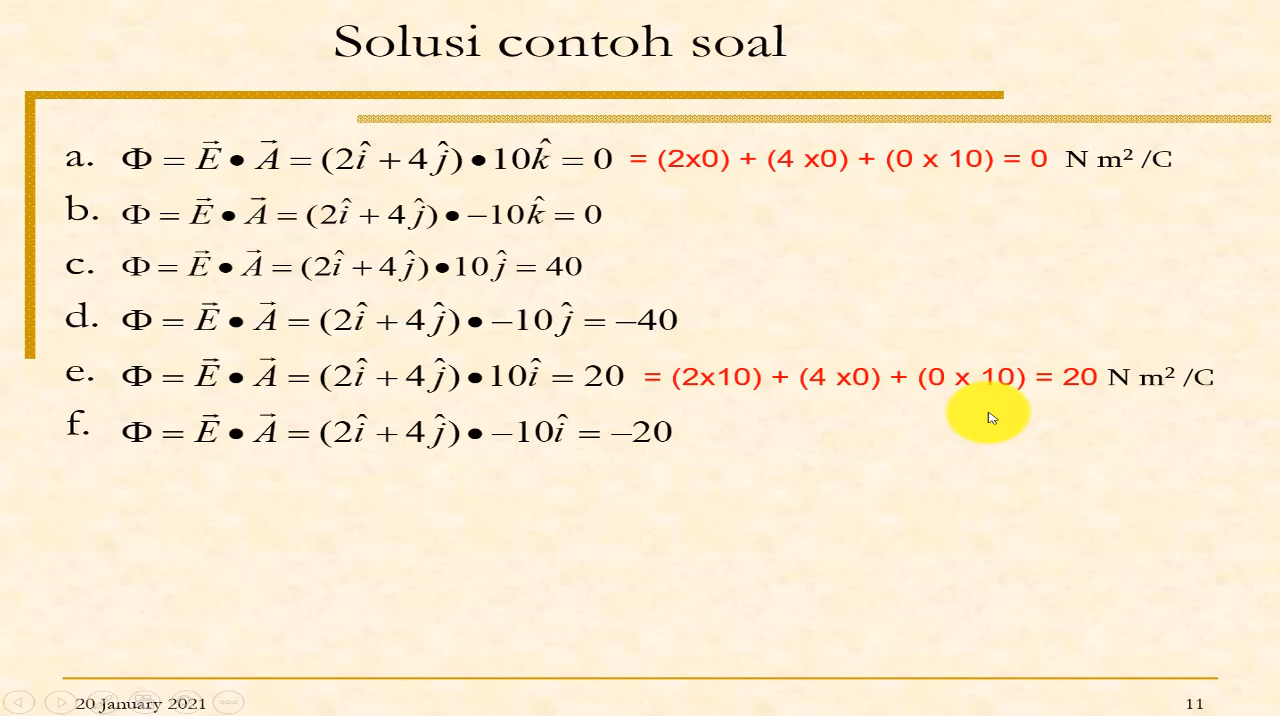 Solusi contoh soal
a. Φ = E⃗ • A⃗ = (2î + 4ĵ) • 10k̂ = 0 = (2x0) + (4 x0) + (0 x 10) = 0 N m² /C
b. Φ = E⃗ • A⃗ = (2î + 4ĵ) • −10k̂ = 0
c. Φ = E⃗ • A⃗ = (2î + 4ĵ) • 10ĵ = 40
d. Φ = E⃗ • A⃗ = (2î + 4ĵ) • −10ĵ = −40
e. Φ = E⃗ • A⃗ = (2î + 4ĵ) • 10î = 20 = (2x10) + (4 x0) + (0 x 10) = 20 N m² /C
f. Φ = E⃗ • A⃗ = (2î + 4ĵ) • −10î = −20
20 January 2021 11